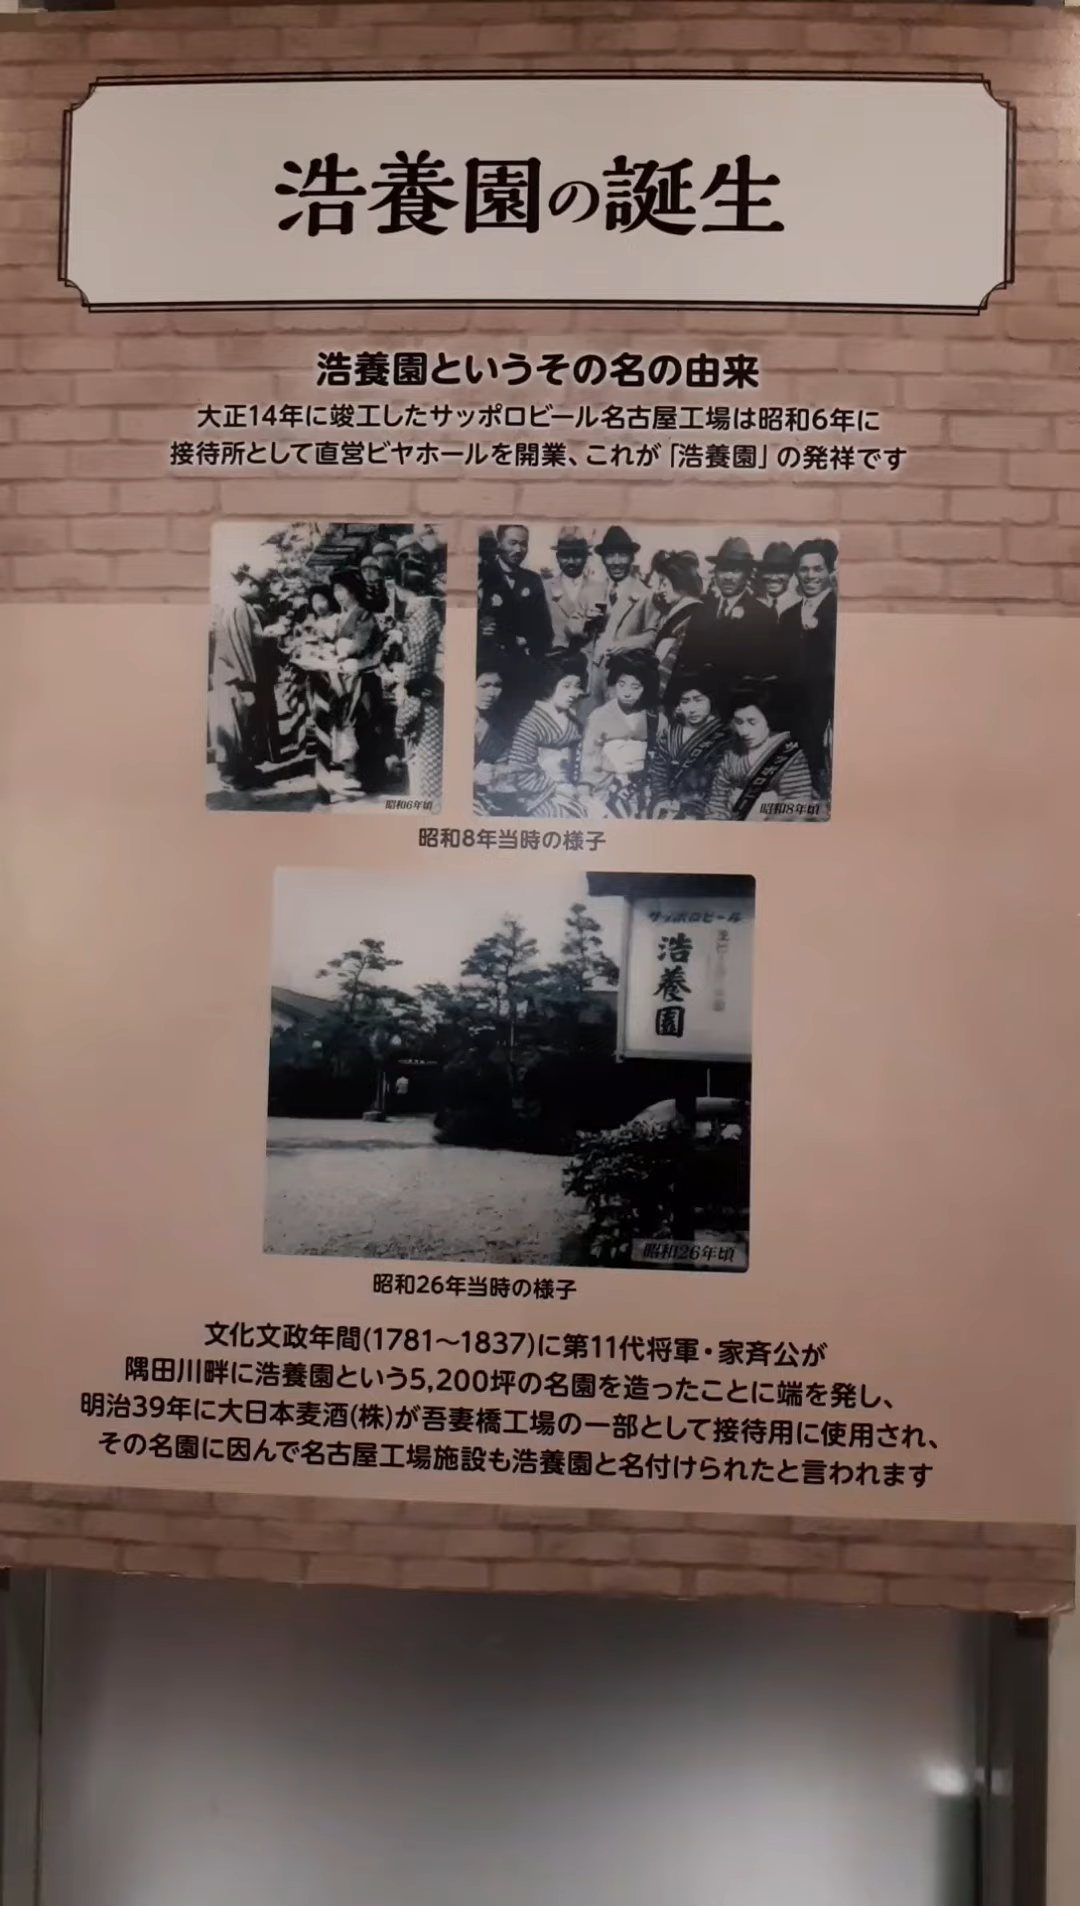 浩養園の誕生
浩養園というその名の由来
大正14年に竣工したサッポロビール名古屋工場は昭和6年に
接待所として直営ビヤホールを開業、これが「浩養園」の発祥です
昭和6年頃
昭和8年頃
昭和8年当時の様子
サッポロビール
浩養園
昭和26年頃
昭和26年当時の様子
文化文政年間(1781〜1837)に第11代将軍・家斉公が
隅田川畔に浩養園という5,200坪の名園を造ったことに端を発し、
明治39年に大日本麦酒(株)が吾妻橋工場の一部として接待用に使用され、
その名園に因んで名古屋工場施設も浩養園と名付けられたと言われます